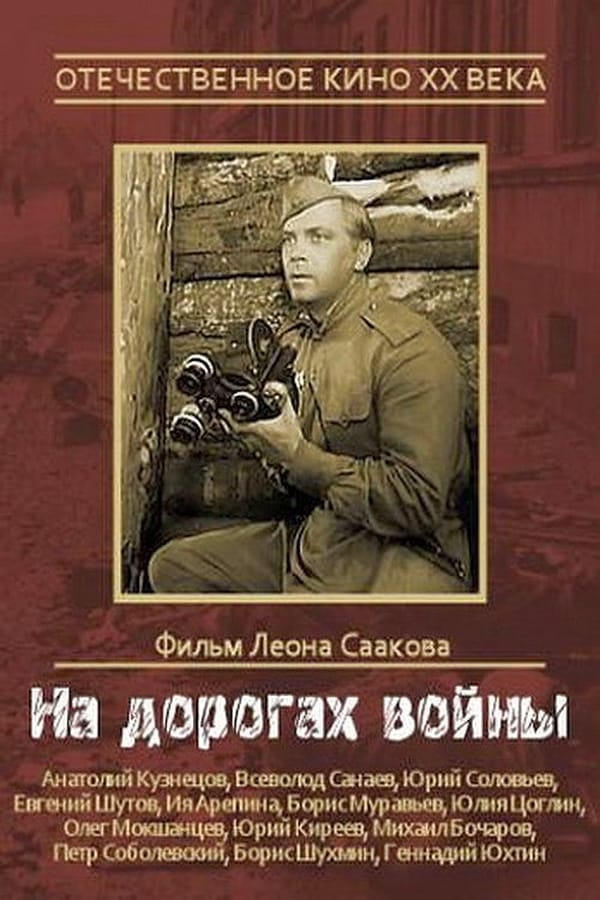 ОТЕЧЕСТВЕННОЕ КИНО XX ВЕКА
Фильм Леона Саакова
На дорогах войны
Анатолий Кузнецов, Всеволод Санаев, Юрий Соловьев,
Евгений Шутов, Ия Арепина, Борис Муравьев, Юлия Цоглин,
Олег Мокшанцев, Юрий Киреев, Михаил Бочаров,
Петр Соболевский, Борис Шухмин, Геннадий Юхтин